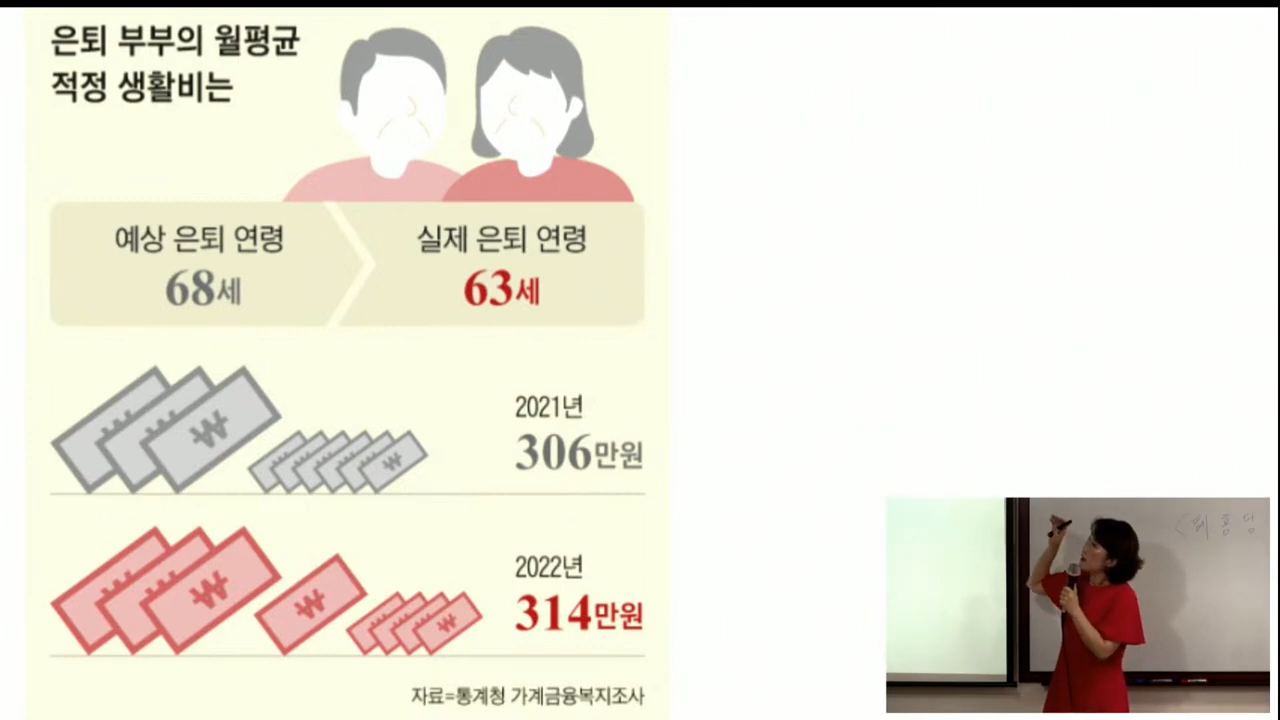 은퇴 부부의 월평균
적정 생활비는
예상 은퇴 연령
68세
실제 은퇴 연령
63세
2021년
306만원
2022년
314만원
자료=통계청 가계금융복지조사